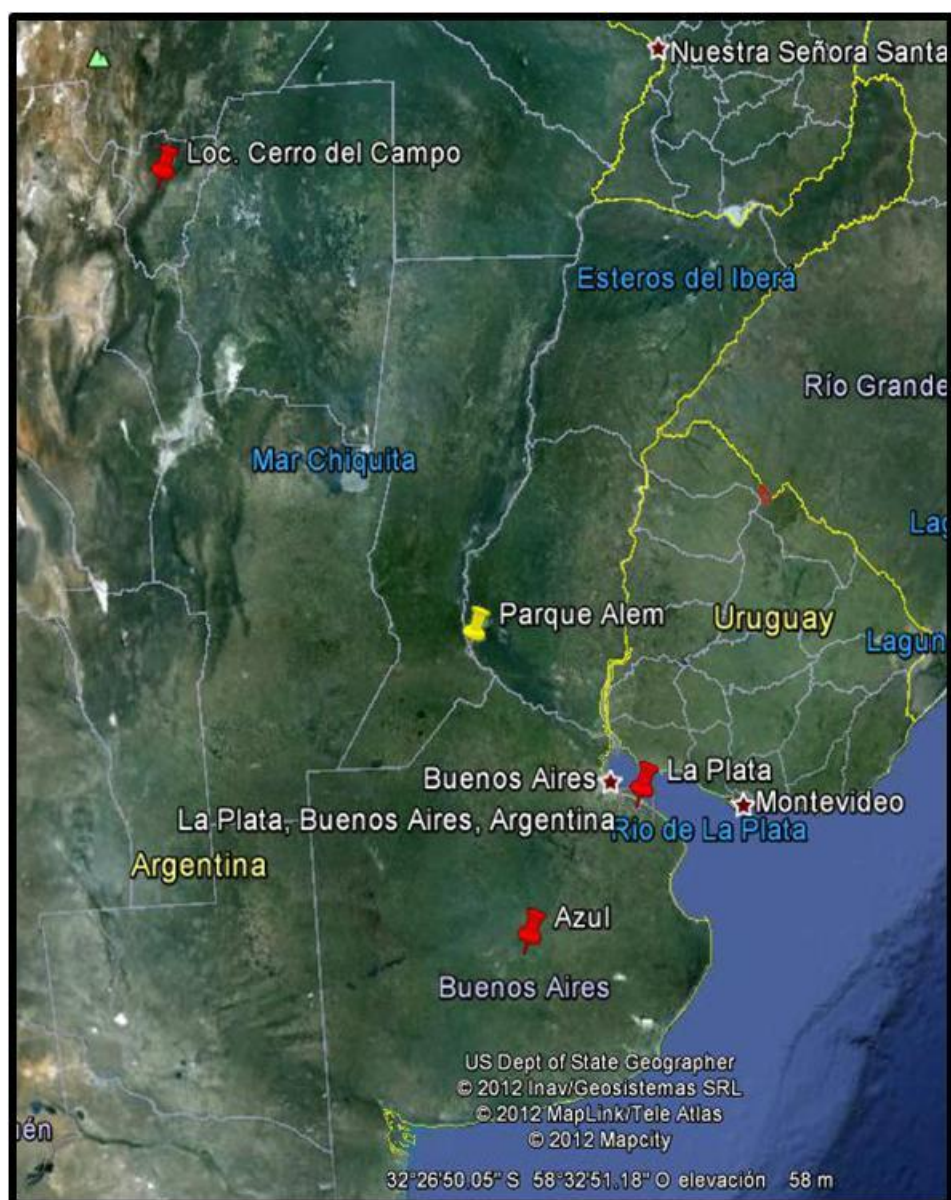 Nuestra Señora Santa
Loc. Cerro del Campo
Esteros del Iberá
Río Grande
Mar Chiquita
Lag
Parque Alem
Uruguay
Lagun
La Plata
Buenos Aires
Montevideo
La Plata, Buenos Aires, Argentina
Rio de La Plata
Argentina
Azul
Buenos Aires
US Dept of State Geographer
© 2012 Inav/Geosistemas SRL
© 2012 MapLink/Tele Atlas
© 2012 Mapcity
én
32°26'50.05" S 58°32'51.18" O elevación 58 m